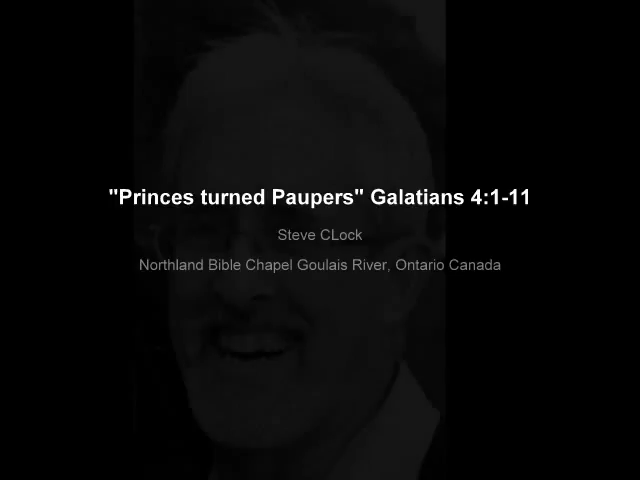 "Princes turned Paupers" Galatians 4:1-11
Steve CLock
Northland Bible Chapel Goulais River, Ontario Canada